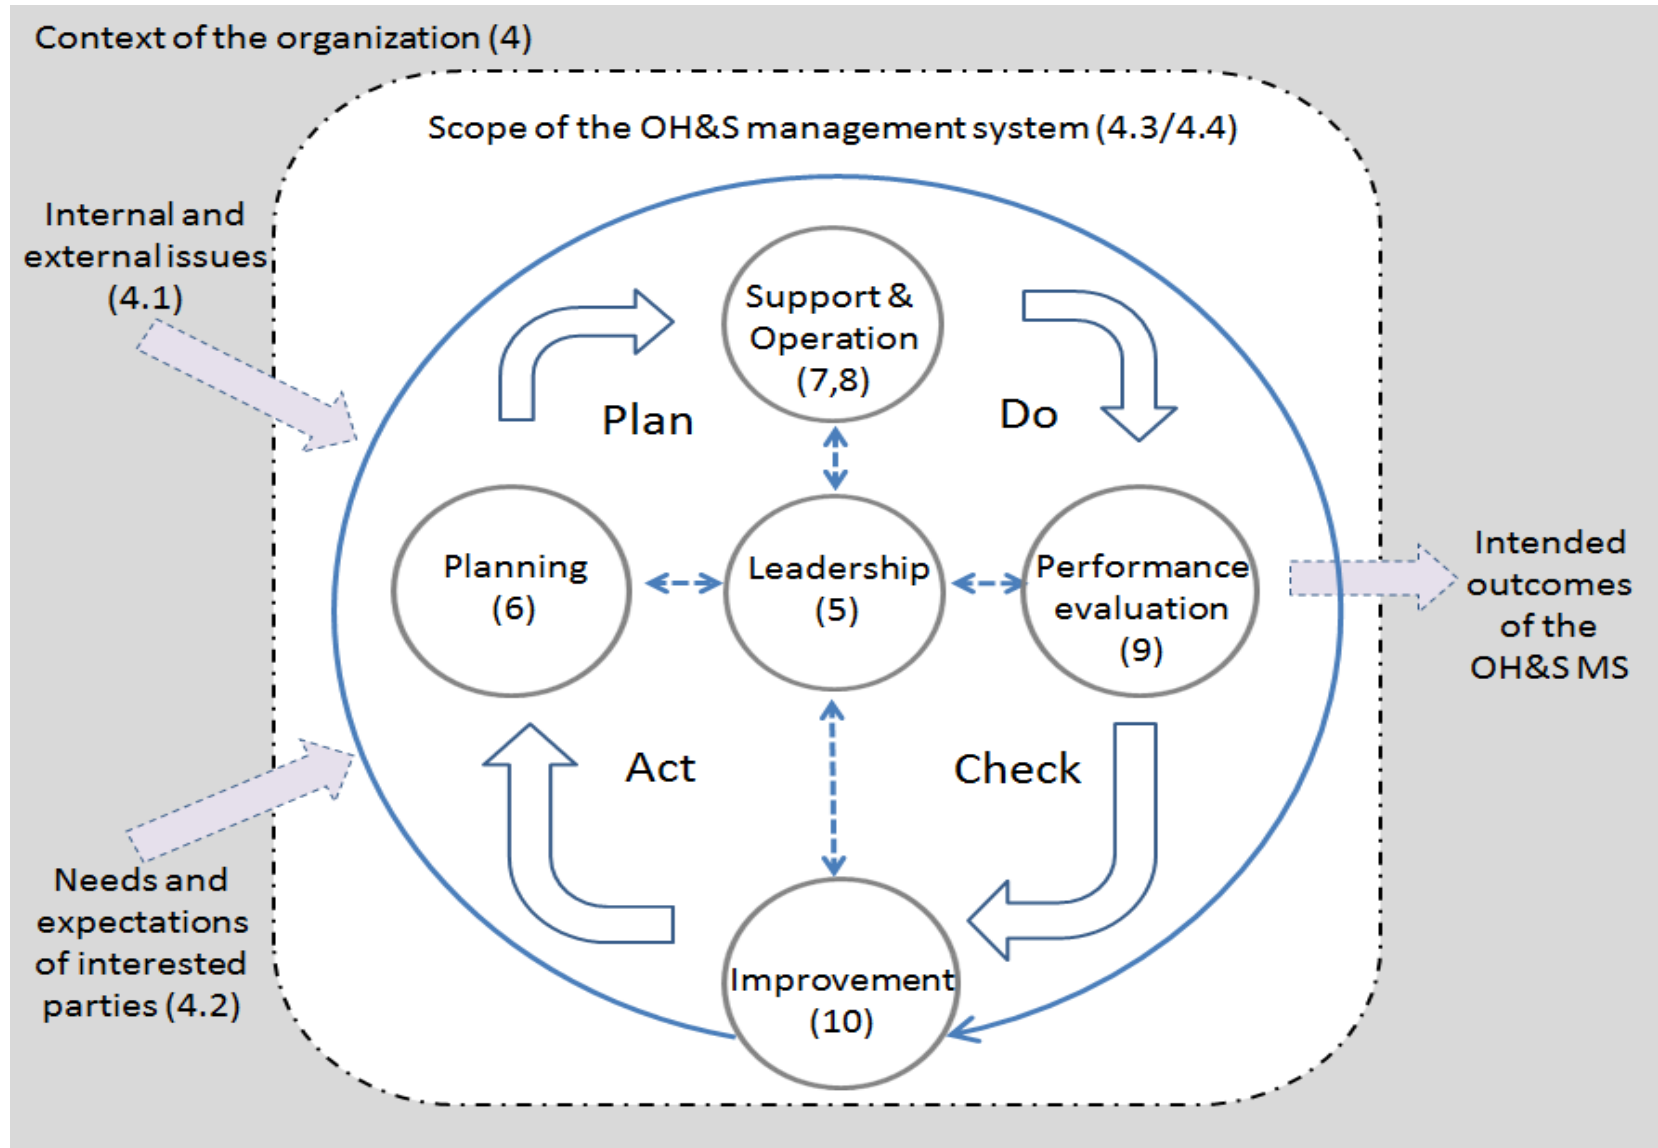 Context of the organization (4)
Scope of the OH&S management system (4.3/4.4)
Internal and
external issues
(4.1)
Support &
Operation
(7,8)
Plan
Do
Planning
(6)
Leadership
(5)
Performance
evaluation
(9)
Intended
outcomes
of the
OH&S MS
Act
Check
Needs and
expectations
of interested
parties (4.2)
Improvement
(10)